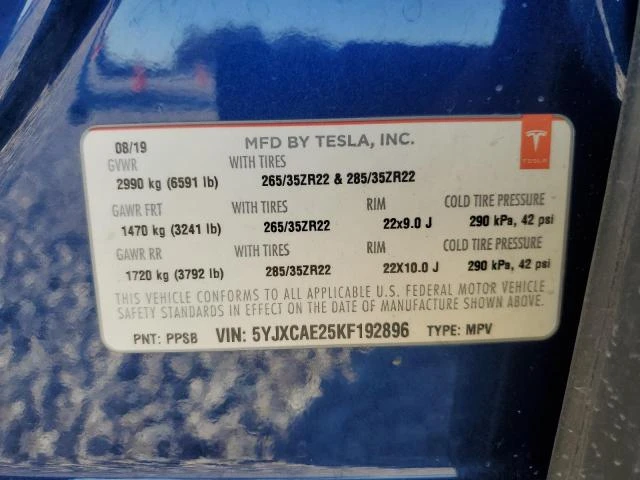 08/19 MFD BY TESLA, INC.
TESLA
GVWR WITH TIRES
2990 kg (6591 lb) 265/35ZR22 & 285/35ZR22
GAWR FRT WITH TIRES RIM COLD TIRE PRESSURE
1470 kg (3241 lb) 265/35ZR22 22x9.0 J 290 kPa, 42 psi
GAWR RR WITH TIRES RIM COLD TIRE PRESSURE
1720 kg (3792 lb) 285/35ZR22 22X10.0 J 290 kPa, 42 psi
THIS VEHICLE CONFORMS TO ALL APPLICABLE U.S. FEDERAL MOTOR VEHICLE
SAFETY STANDARDS IN EFFECT ON THE DATE OF MANUFACTURE SHOWN ABOVE.
PNT: PPSB VIN: 5YJXCAE25KF192896 TYPE: MPV